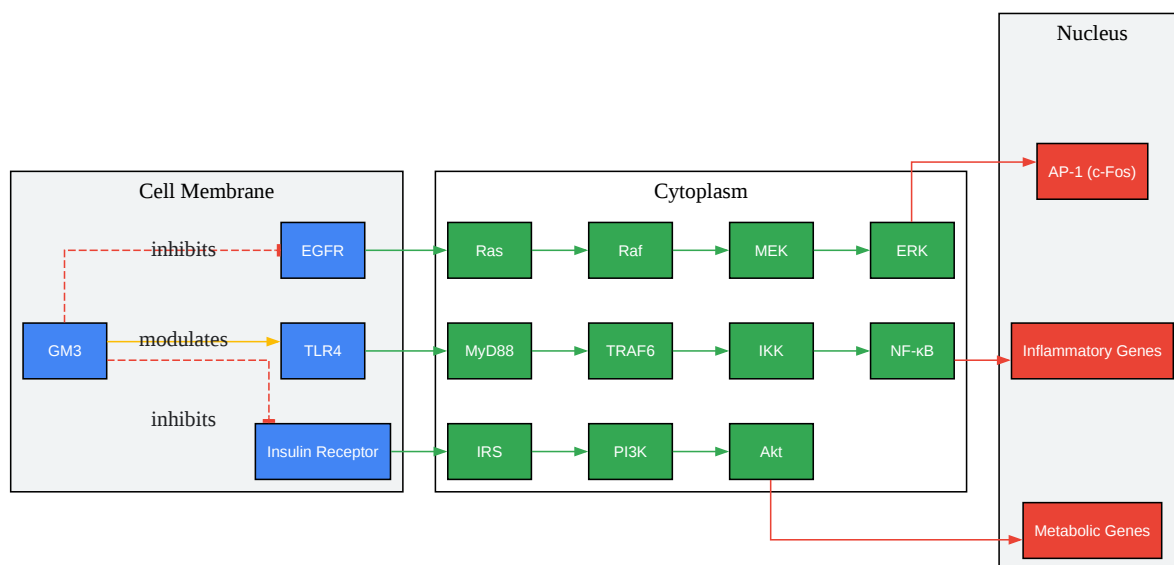 Nucleus
AP-1 (c-Fos)
Cell Membrane
Cytoplasm
inhibits
EGFR
Ras
Raf
MEK
ERK
GM3
modulates
TLR4
MyD88
TRAF6
IKK
NF-κB
Inflammatory Genes
inhibits
Insulin Receptor
IRS
PI3K
Akt
Metabolic Genes